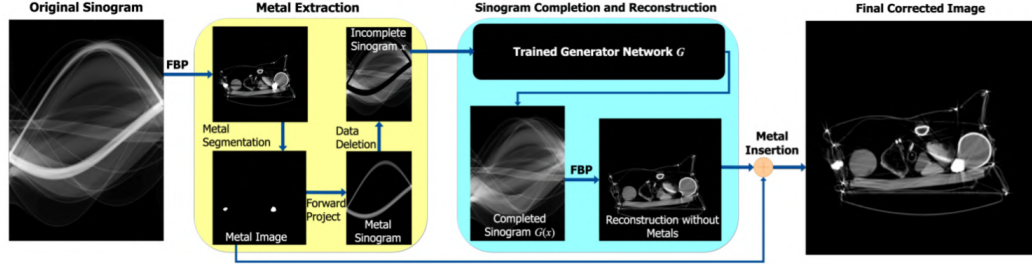 Original Sinogram
Metal Extraction
Sinogram Completion and Reconstruction
Final Corrected Image
FBP
Incomplete
Sinogram x
Trained Generator Network G
Metal
Segmentation
Data
Deletion
Forward
Project
Metal Image
Metal
Sinogram
FBP
Completed
Sinogram G(x)
Reconstruction without
Metals
Metal
Insertion